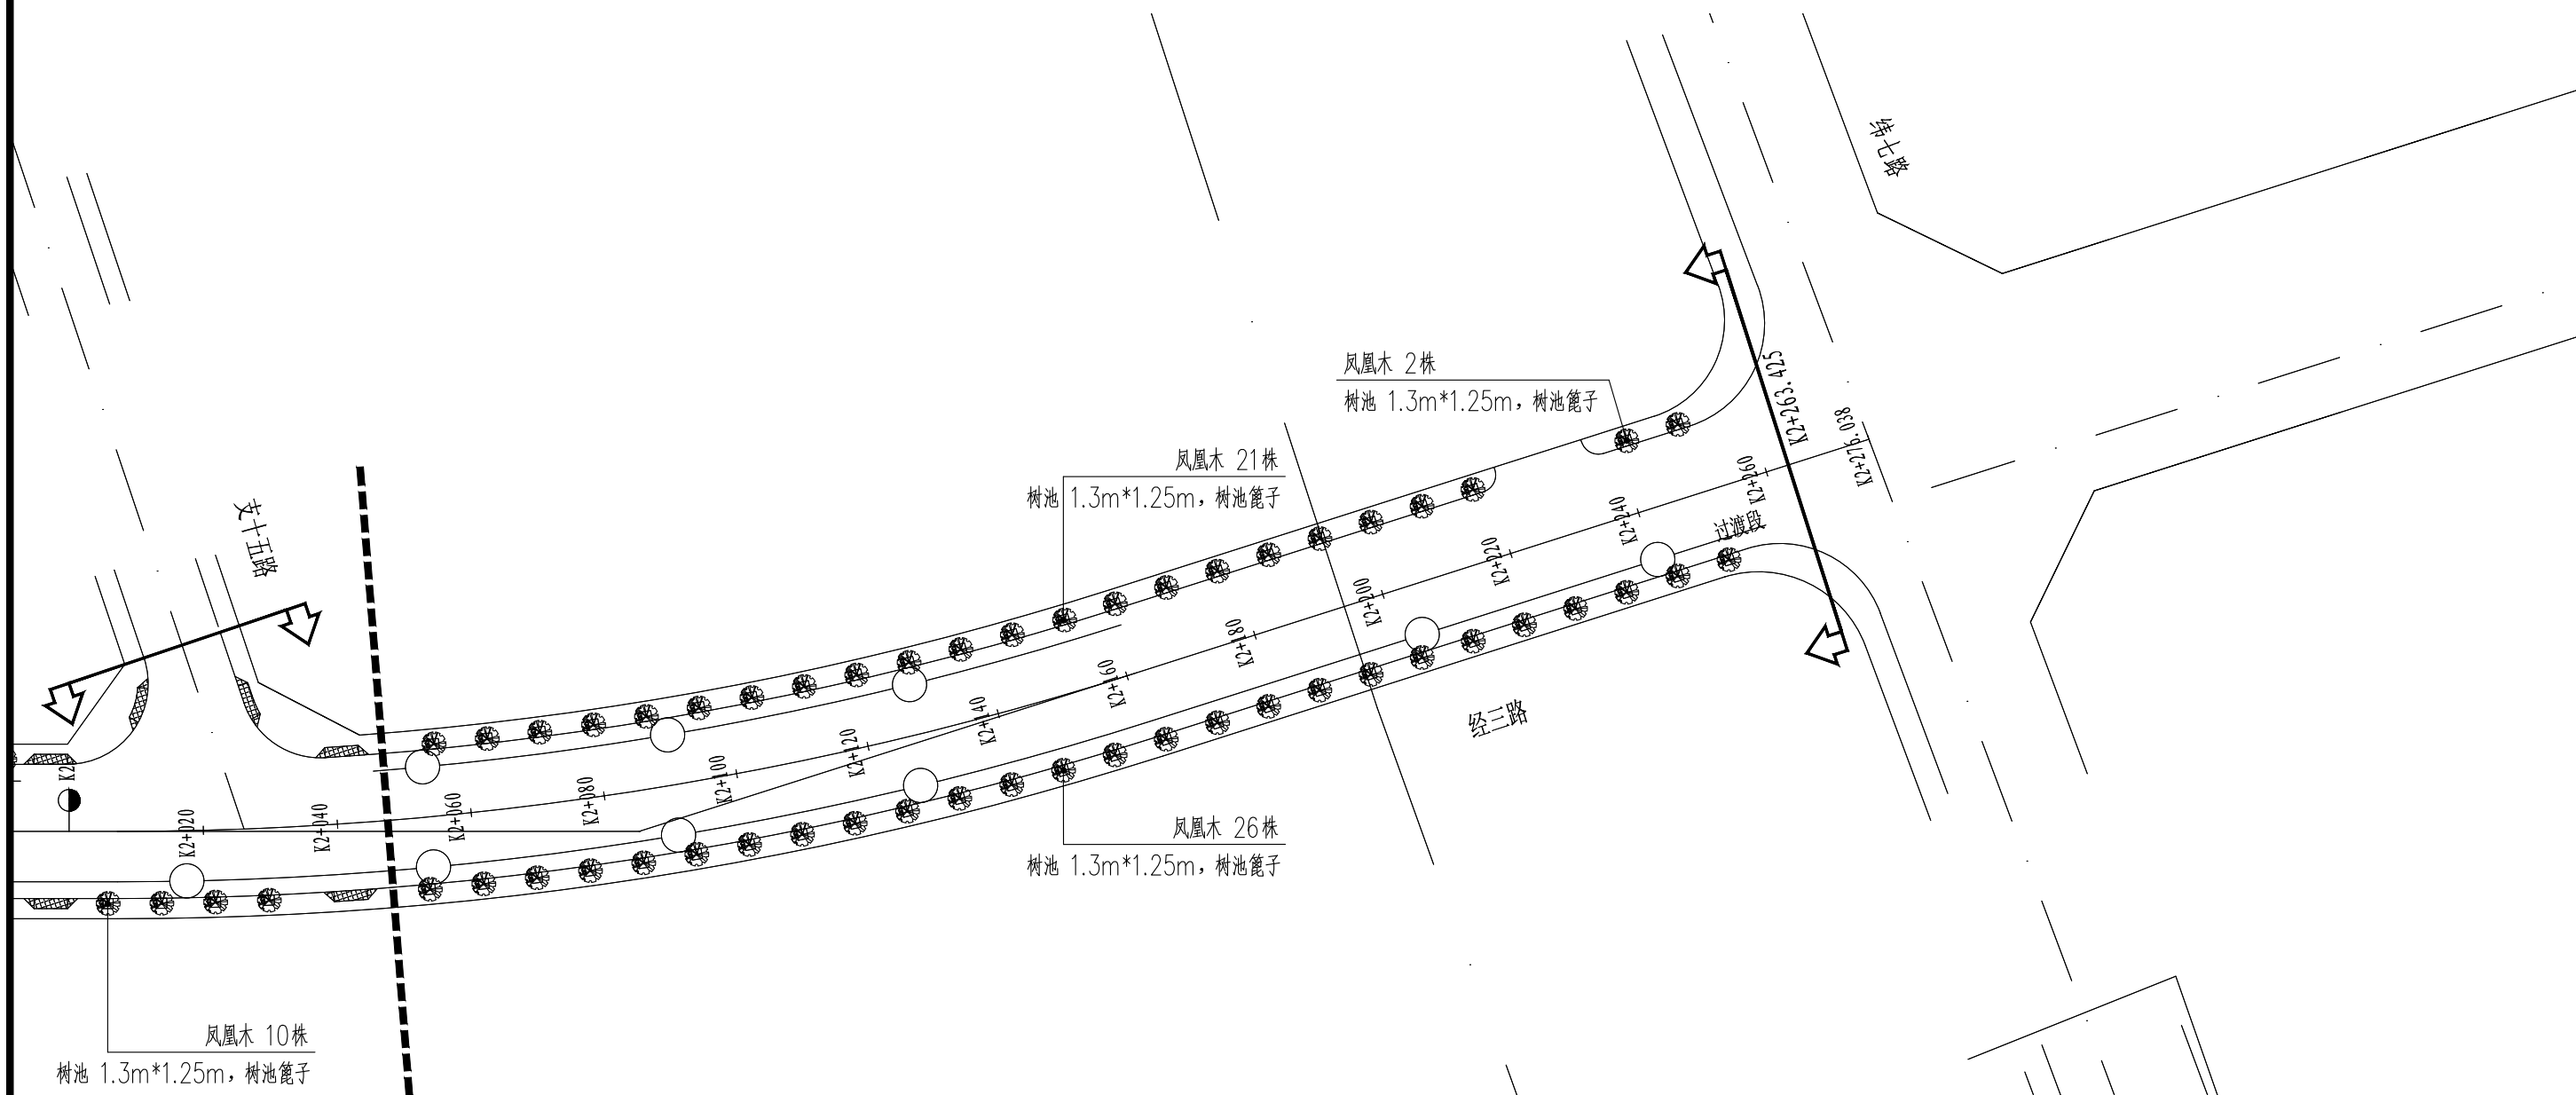 纬七路
凤凰木 2株
树池 1.3m*1.25m，树池篦子
K2+263.425
K2+276.038
凤凰木 21株
树池 1.3m*1.25m，树池篦子
支十五路
过渡段
K2
K2+020
K2+040
K2+060
K2+080
K2+100
K2+120
K2+140
K2+160
K2+180
K2+200
K2+220
K2+240
K2+260
经三路
凤凰木 26株
树池 1.3m*1.25m，树池篦子
凤凰木 10株
树池 1.3m*1.25m，树池篦子